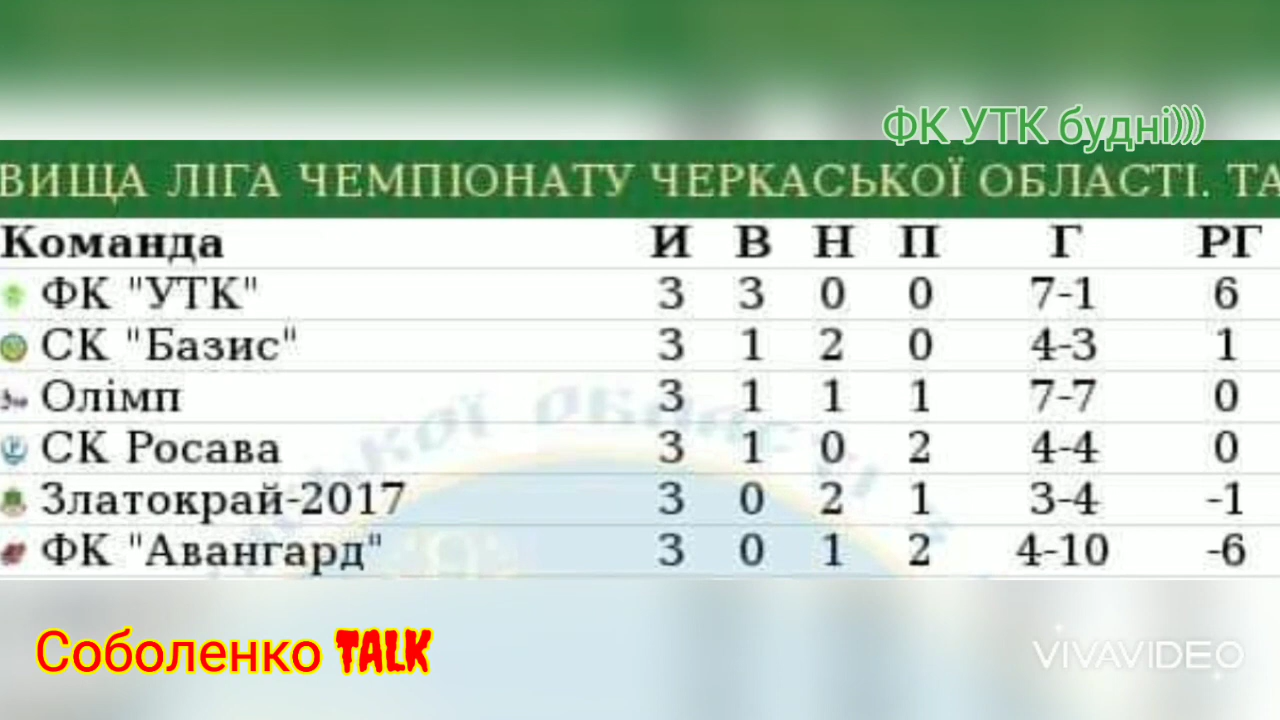 ФК УТК будні)))
ВИЩА ЛІГА ЧЕМПІОНАТУ ЧЕРКАСЬКОЇ ОБЛАСТІ. ТА
Команда И В Н П Г РГ
ФК "УТК" 3 3 0 0 7-1 6
СК "Базис" 3 1 2 0 4-3 1
Олімп 3 1 1 1 7-7 0
СК Росава 3 1 0 2 4-4 0
Златокрай-2017 3 0 2 1 3-4 -1
ФК "Авангард" 3 0 1 2 4-10 -6
Соболенко TALK
VIVAVIDEO